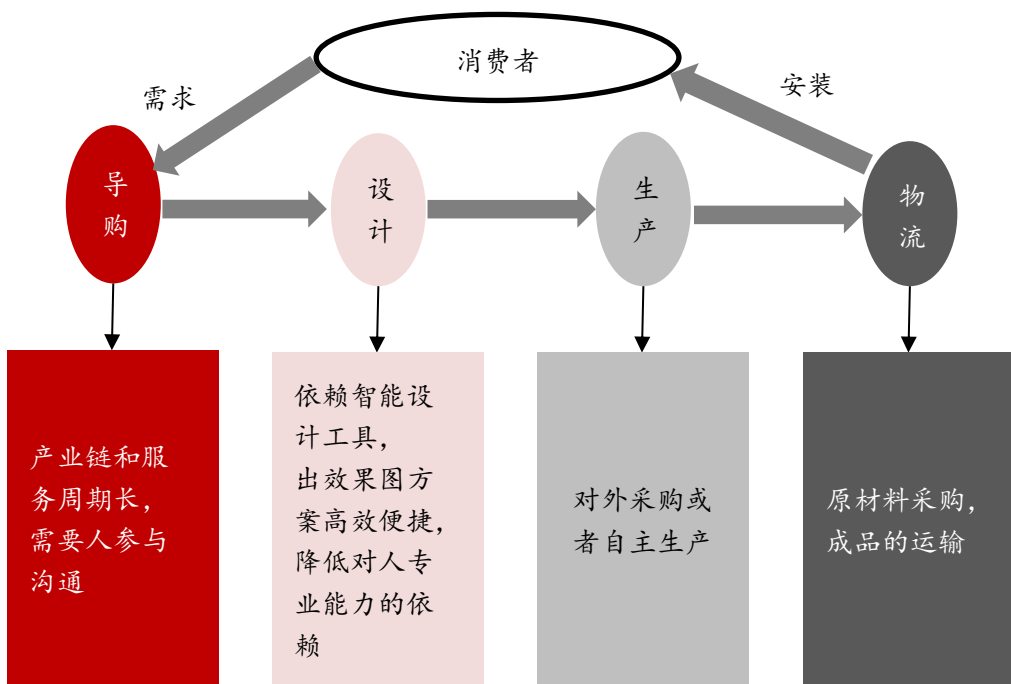 消费者
需求
安装
导
购
设
计
生
产
物
流
产业链和服
务周期长，
需要人参与
沟通
依赖智能设
计工具，
出效果图方
案高效便捷，
降低对人专
业能力的依
赖
对外采购或
者自主生产
原材料采购，
成品的运输